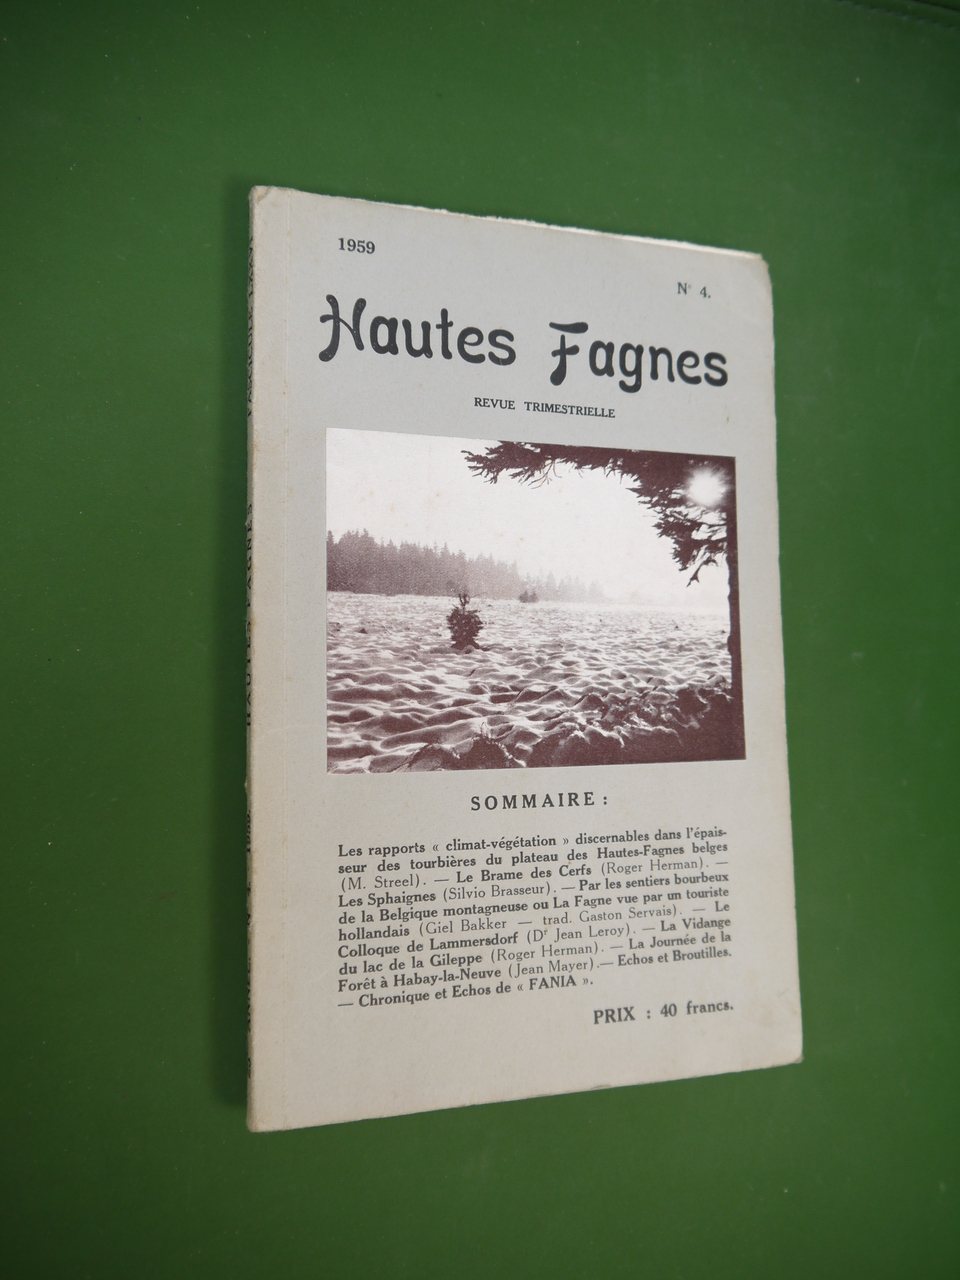 1959
N° 4.
Hautes Fagnes
REVUE TRIMESTRIELLE
SOMMAIRE :
Les rapports « climat-végétation » discernables dans l'épais-
seur des tourbières du plateau des Hautes-Fagnes belges
(M. Streel). — Le Brame des Cerfs (Roger Herman). —
Les Sphaignes (Silvio Brasseur). — Par les sentiers bourbeux
de la Belgique montagneuse ou La Fagne vue par un touriste
hollandais (Giel Bakker — trad. Gaston Servais). — Le
Colloque de Lammersdorf (Dr Jean Leroy). — La Vidange
du lac de la Gileppe (Roger Herman). — La Journée de la
Forêt à Habay-la-Neuve (Jean Mayer).— Echos et Broutilles.
— Chronique et Echos de « FANIA ».
PRIX : 40 francs.
HAUTES FAGNES